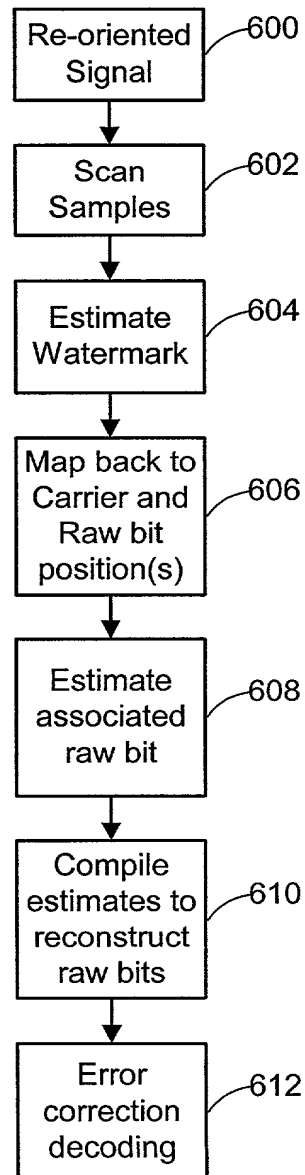 Re-oriented
Signal
600
Scan
Samples
602
Estimate
Watermark
604
Map back to
Carrier and
Raw bit
position(s)
606
Estimate
associated
raw bit
608
Compile
estimates to
reconstruct
raw bits
610
Error
correction
decoding
612